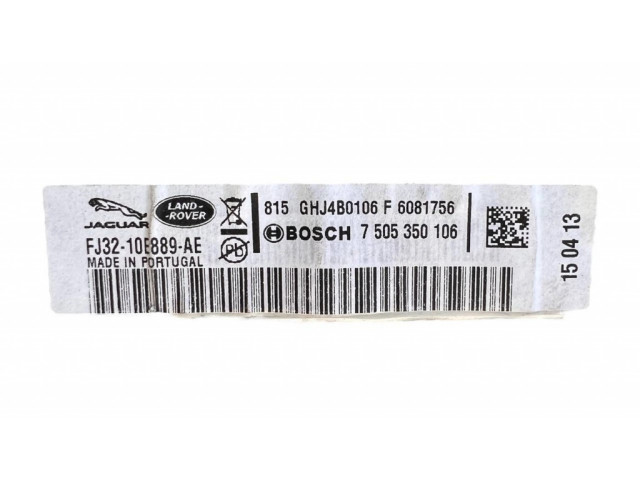 JAGUAR
LAND-
-ROVER
815 GHJ4B0106 F 6081756
Pb
BOSCH 7 505 350 106
FJ32-10E889-AE
MADE IN PORTUGAL
15 04 13